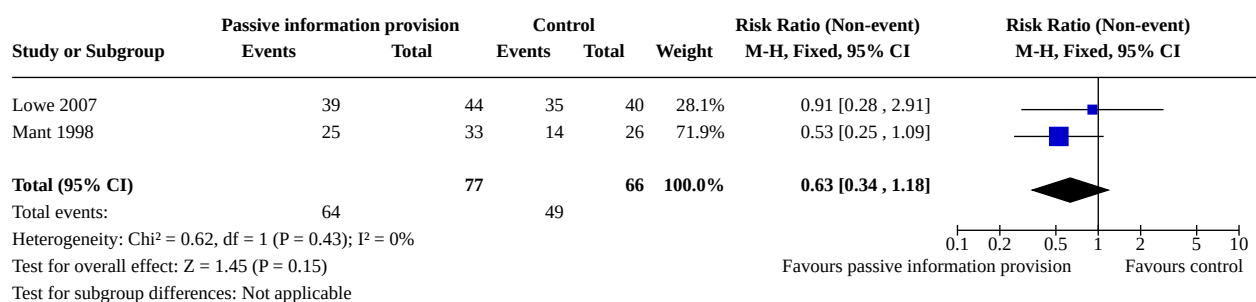 Passive information provision Control Risk Ratio (Non-event) Risk Ratio (Non-event)
Study or Subgroup Events Total Events Total Weight M-H, Fixed, 95% CI M-H, Fixed, 95% CI
Lowe 2007 39 44 35 40 28.1% 0.91 [0.28 , 2.91]
Mant 1998 25 33 14 26 71.9% 0.53 [0.25 , 1.09]
Total (95% CI) 77 66 100.0% 0.63 [0.34 , 1.18]
Total events: 64 49
Heterogeneity: Chi² = 0.62, df = 1 (P = 0.43); I² = 0%
0.1 0.2 0.5 1 2 5 10
Test for overall effect: Z = 1.45 (P = 0.15) Favours passive information provision Favours control
Test for subgroup differences: Not applicable